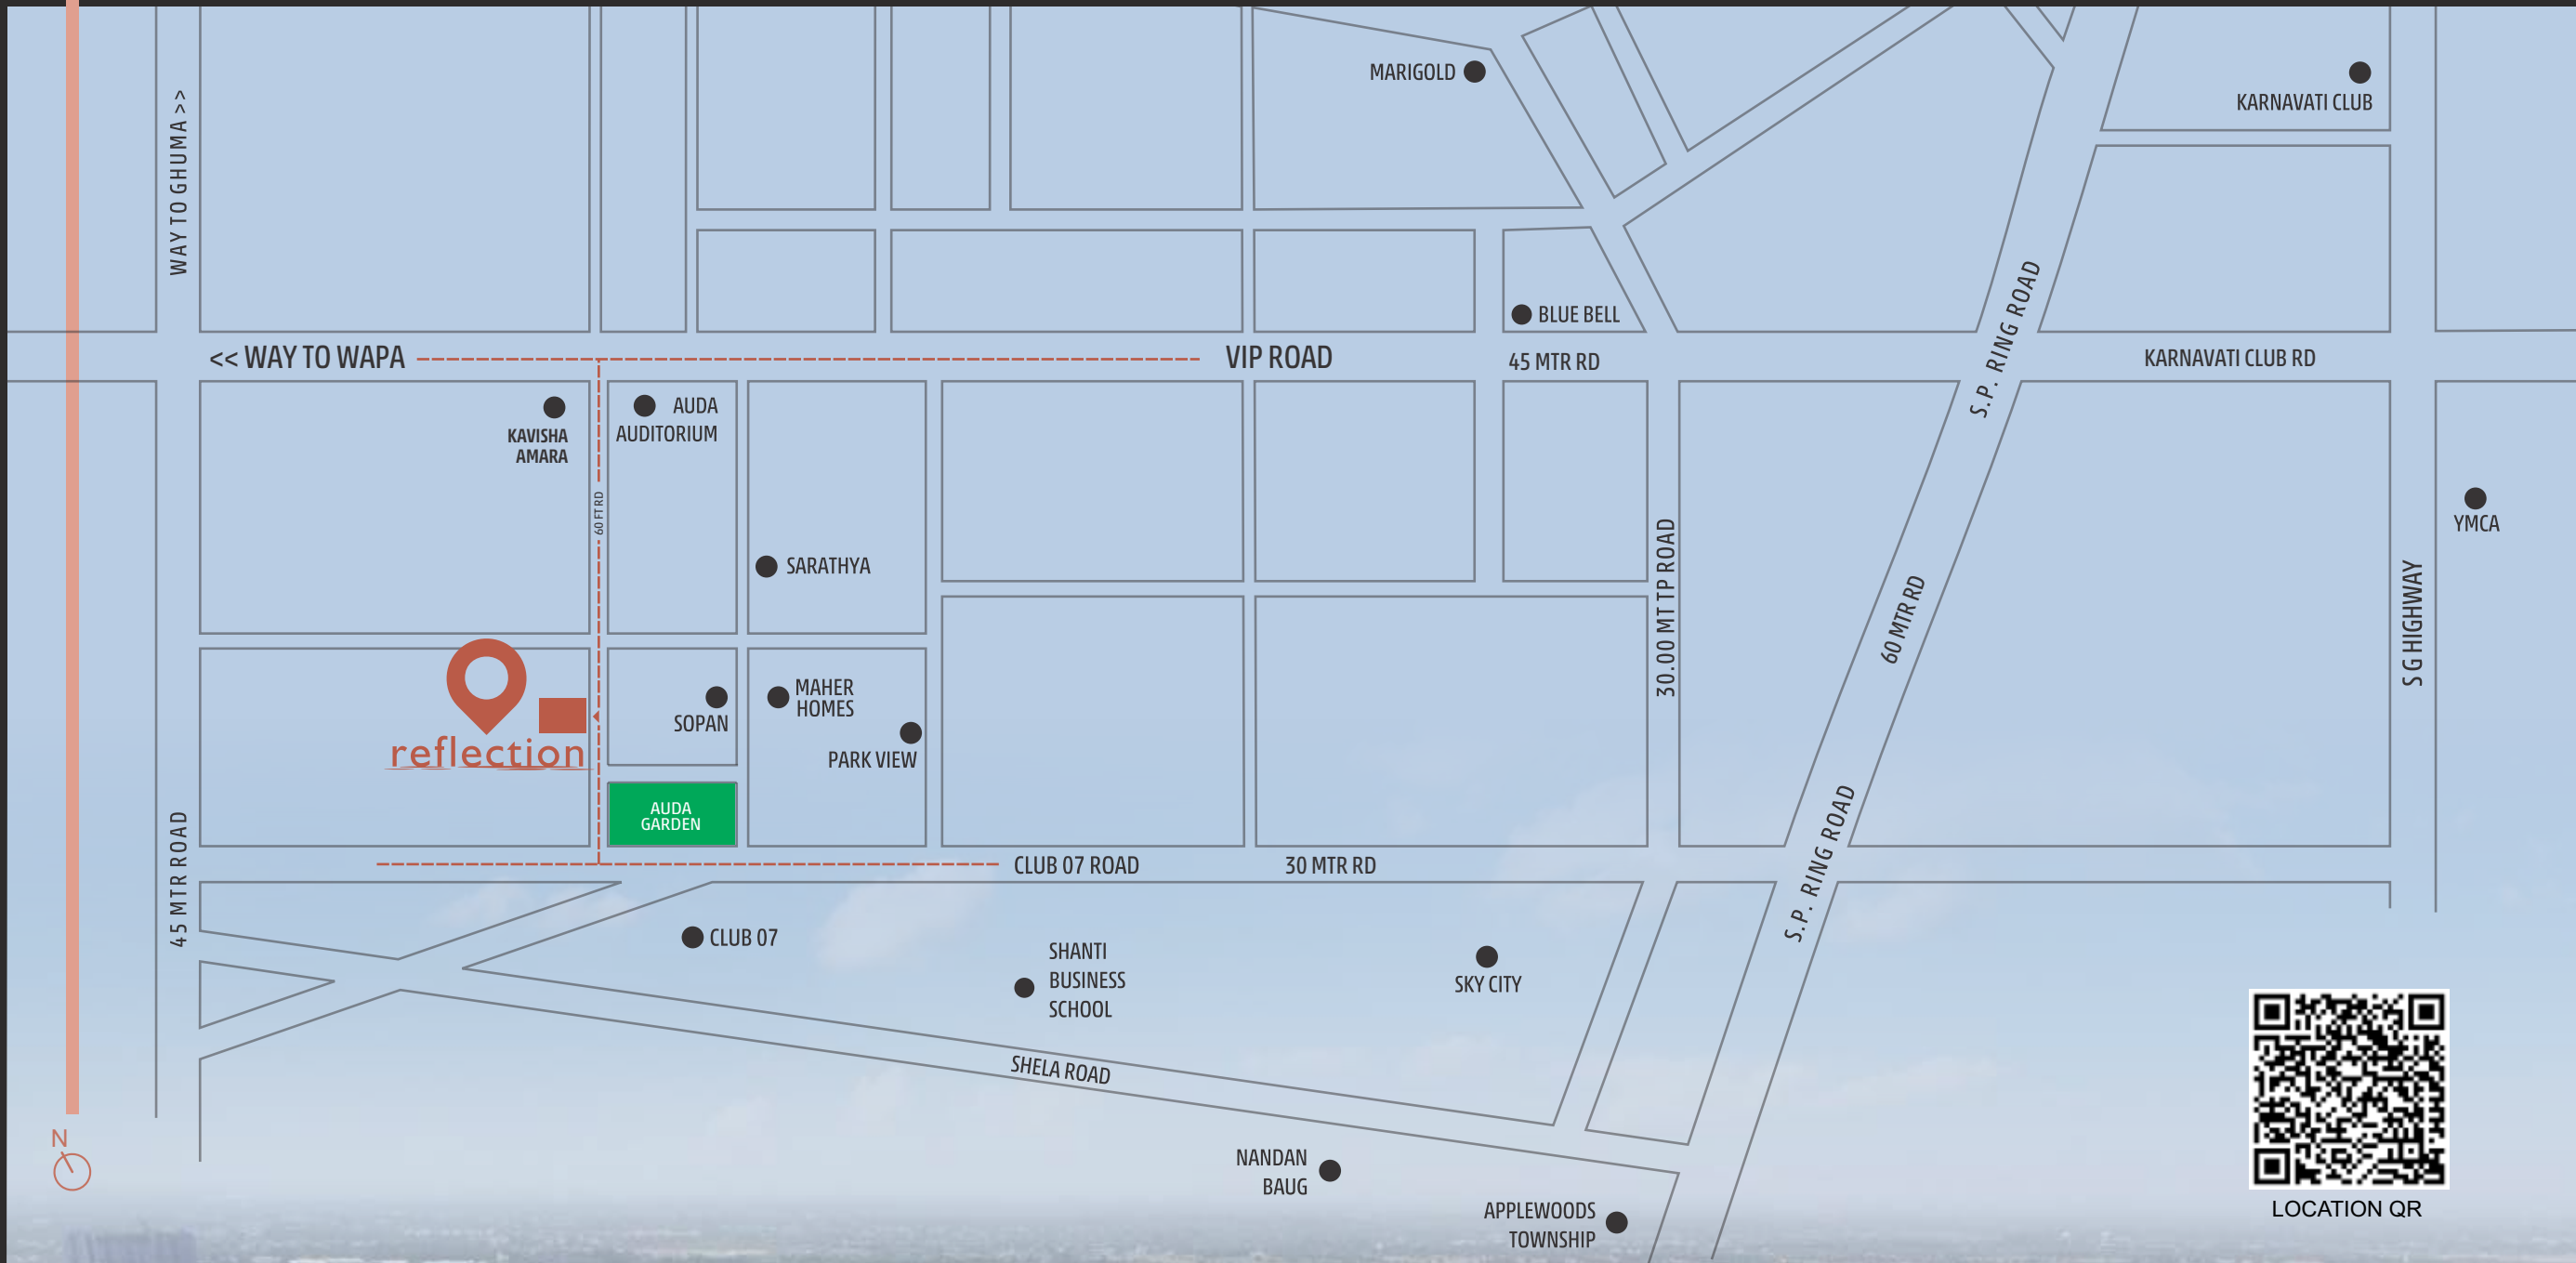 MARIGOLD
KARNAVATI CLUB
WAY TO GHUMA >>
BLUE BELL
<< WAY TO WAPA
VIP ROAD
45 MTR RD
S.P. RING ROAD
KARNAVATI CLUB RD
KAVISHA
AMARA
AUDA
AUDITORIUM
60 FT RD
SARATHYA
30.00 MT TP ROAD
60 MTR RD
S G HIGHWAY
YMCA
reflection
SOPAN
MAHER
HOMES
PARK VIEW
AUDA
GARDEN
45 MTR ROAD
CLUB 07 ROAD
30 MTR RD
S.P. RING ROAD
CLUB 07
SHANTI
BUSINESS
SCHOOL
SKY CITY
SHELA ROAD
N
NANDAN
BAUG
APPLEWOODS
TOWNSHIP
LOCATION QR